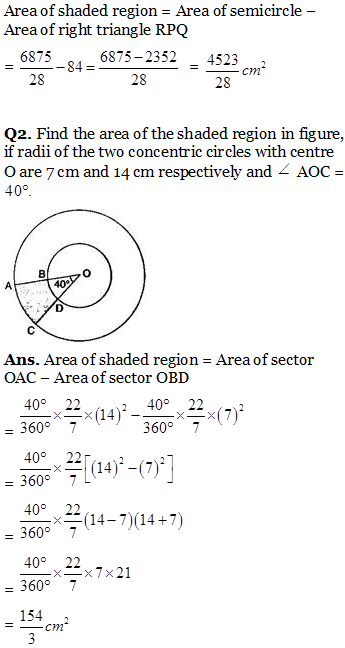 Area of shaded region = Area of semicircle –
Area of right triangle RPQ
= 6875/28 – 84 = 6875 – 2352/28 = 4523/28 cm²
Q2. Find the area of the shaded region in figure,
if radii of the two concentric circles with centre
O are 7 cm and 14 cm respectively and ∠ AOC =
40°.
B O
A 40°
D
C
Ans. Area of shaded region = Area of sector
OAC – Area of sector OBD
= 40°/360° × 22/7 × (14)² – 40°/360° × 22/7 × (7)²
= 40°/360° × 22/7 [(14)² – (7)²]
= 40°/360° × 22/7 (14 – 7)(14 + 7)
= 40°/360° × 22/7 × 7 × 21
= 154/3 cm²